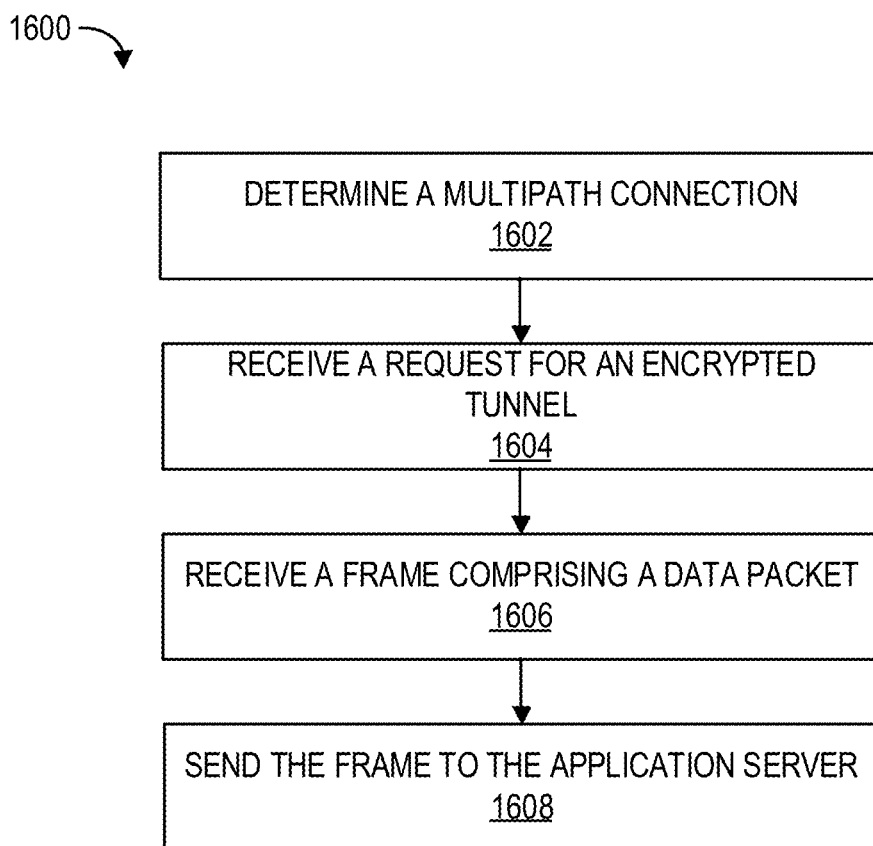 1600
DETERMINE A MULTIPATH CONNECTION
1602
RECEIVE A REQUEST FOR AN ENCRYPTED
TUNNEL
1604
RECEIVE A FRAME COMPRISING A DATA PACKET
1606
SEND THE FRAME TO THE APPLICATION SERVER
1608